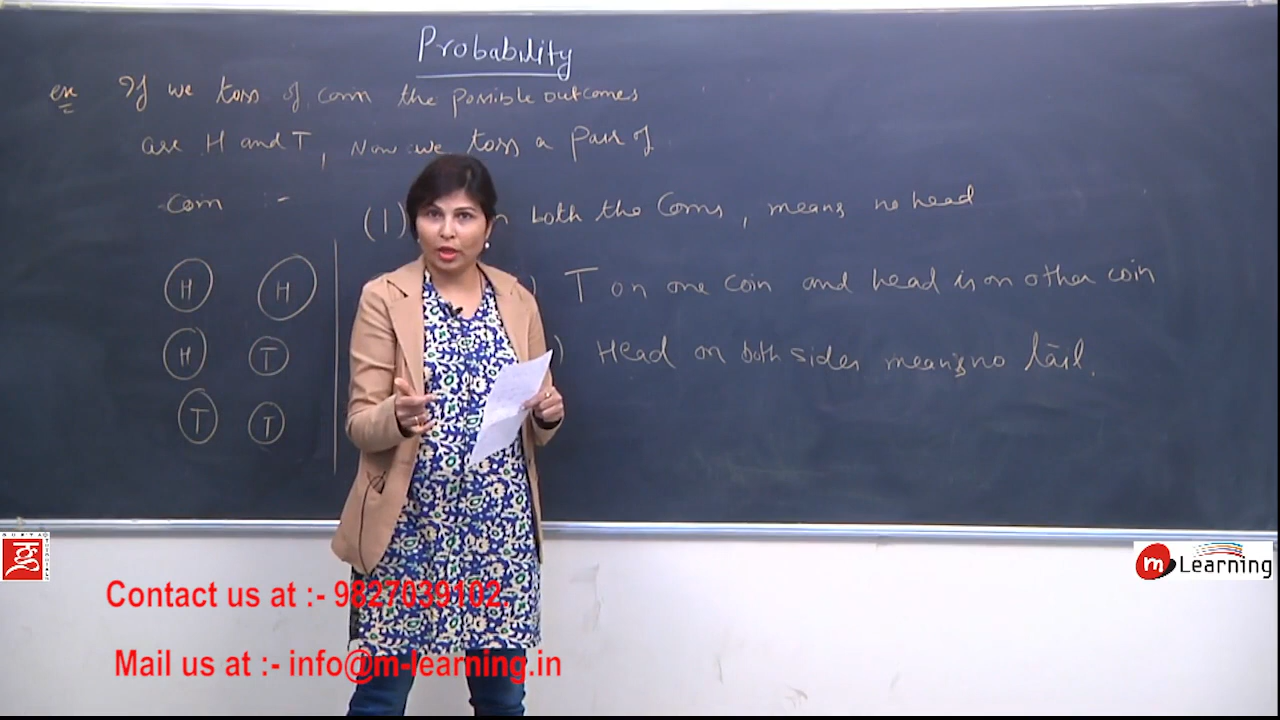 Probability
ex If we toss of coin the possible outcomes
are H and T, Now we toss a pair of
coin :-
(1) n both the Coins, means no head
) T on one coin and head is on other coin
) Head on both sides means no tail.
H H
H T
T T
m Learning
Contact us at :- 9827039102.
Mail us at :- info@m-learning.in